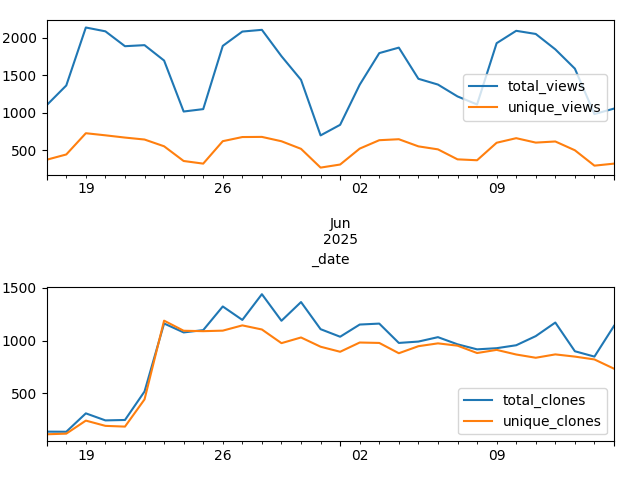 2000
1500
1000
500
total_views
unique_views
19
26
02
09
Jun
2025
_date
1500
1000
500
total_clones
unique_clones
19
26
02
09